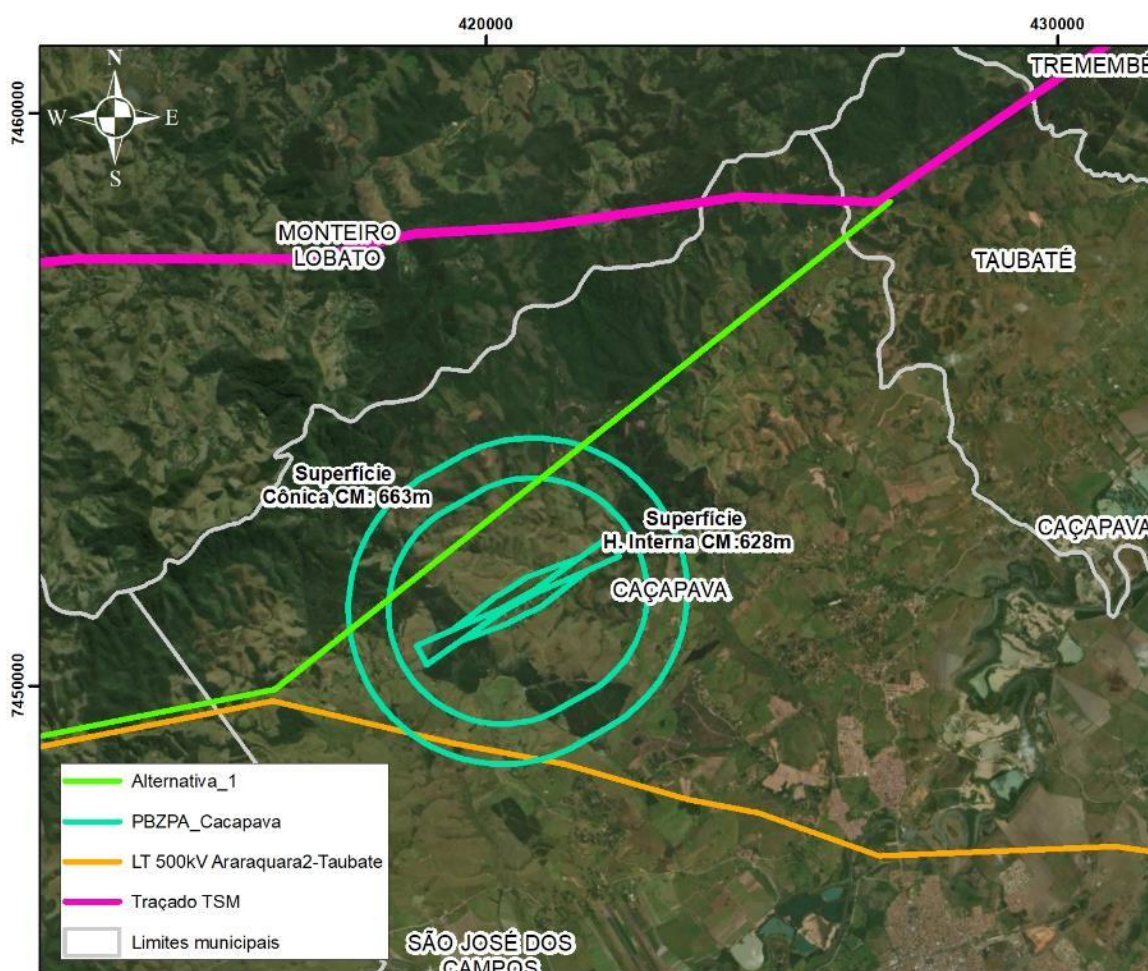 420000
430000
7460000
7450000
N
W
E
S
TREMEMBÉ
MONTEIRO
LOBATO
TAUBATÉ
Superfície
Cônica CM: 663m
Superfície
H. Interna CM:628m
CAÇAPAVA
CAÇAPAVA
Alternativa_1
PBZPA_Cacapava
LT 500kV Araraquara2-Taubate
Traçado TSM
Limites municipais
SÃO JOSÉ DOS
CAMPOS